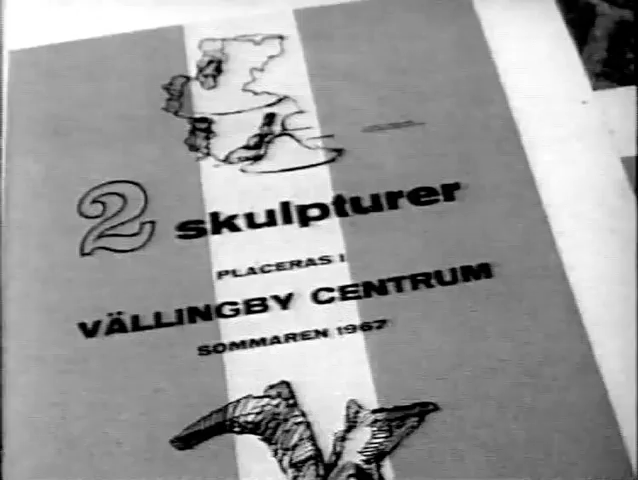 2 skulpturer
PLACERAS I
VÄLLINGBY CENTRUM
SOMMAREN 1967